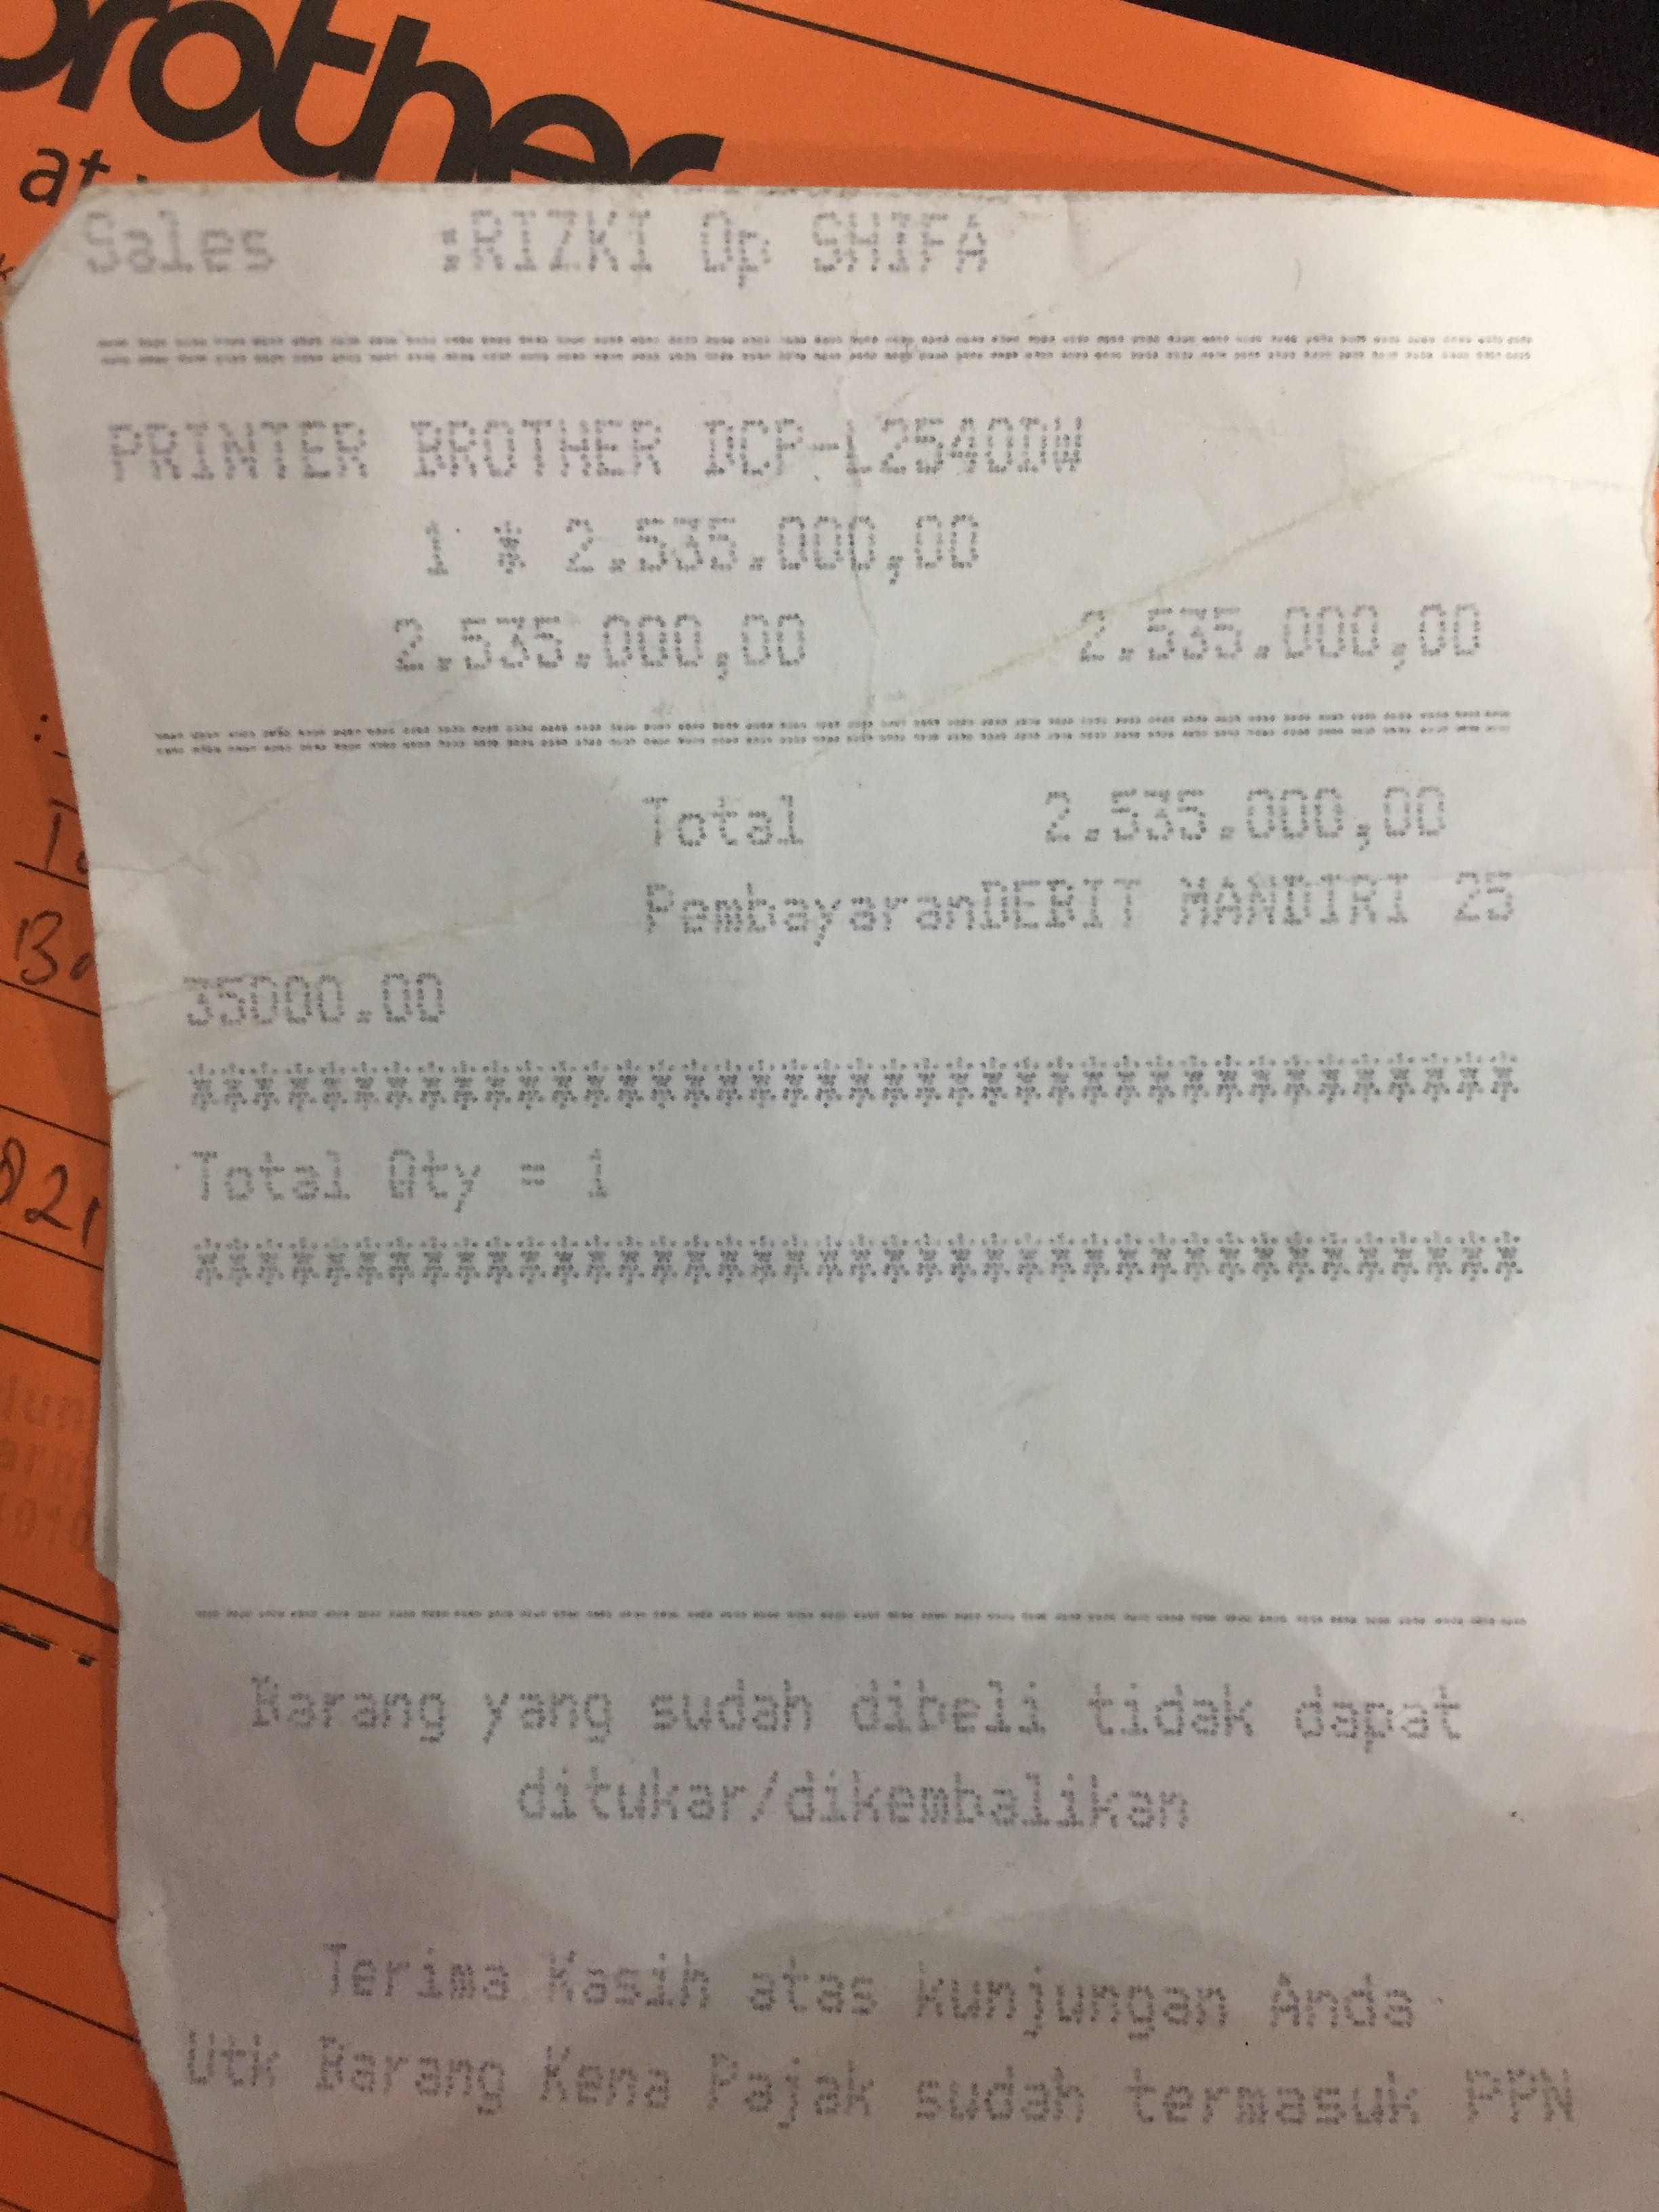 brother
at
Sales :RIZKI Op SHIFA
PRINTER BROTHER DCP-L2540DW
1 * 2.535.000,00
2.535.000,00 2.535.000,00
Total 2.535.000,00
PembayaranDEBIT MANDIRI 25
35000.00
****************************************
Total Qty = 1
****************************************
Barang yang sudah dibeli tidak dapat
ditukar/dikembalikan
Terima Kasih atas Kunjungan Anda
Utk Barang Kena Pajak sudah termasuk PPN